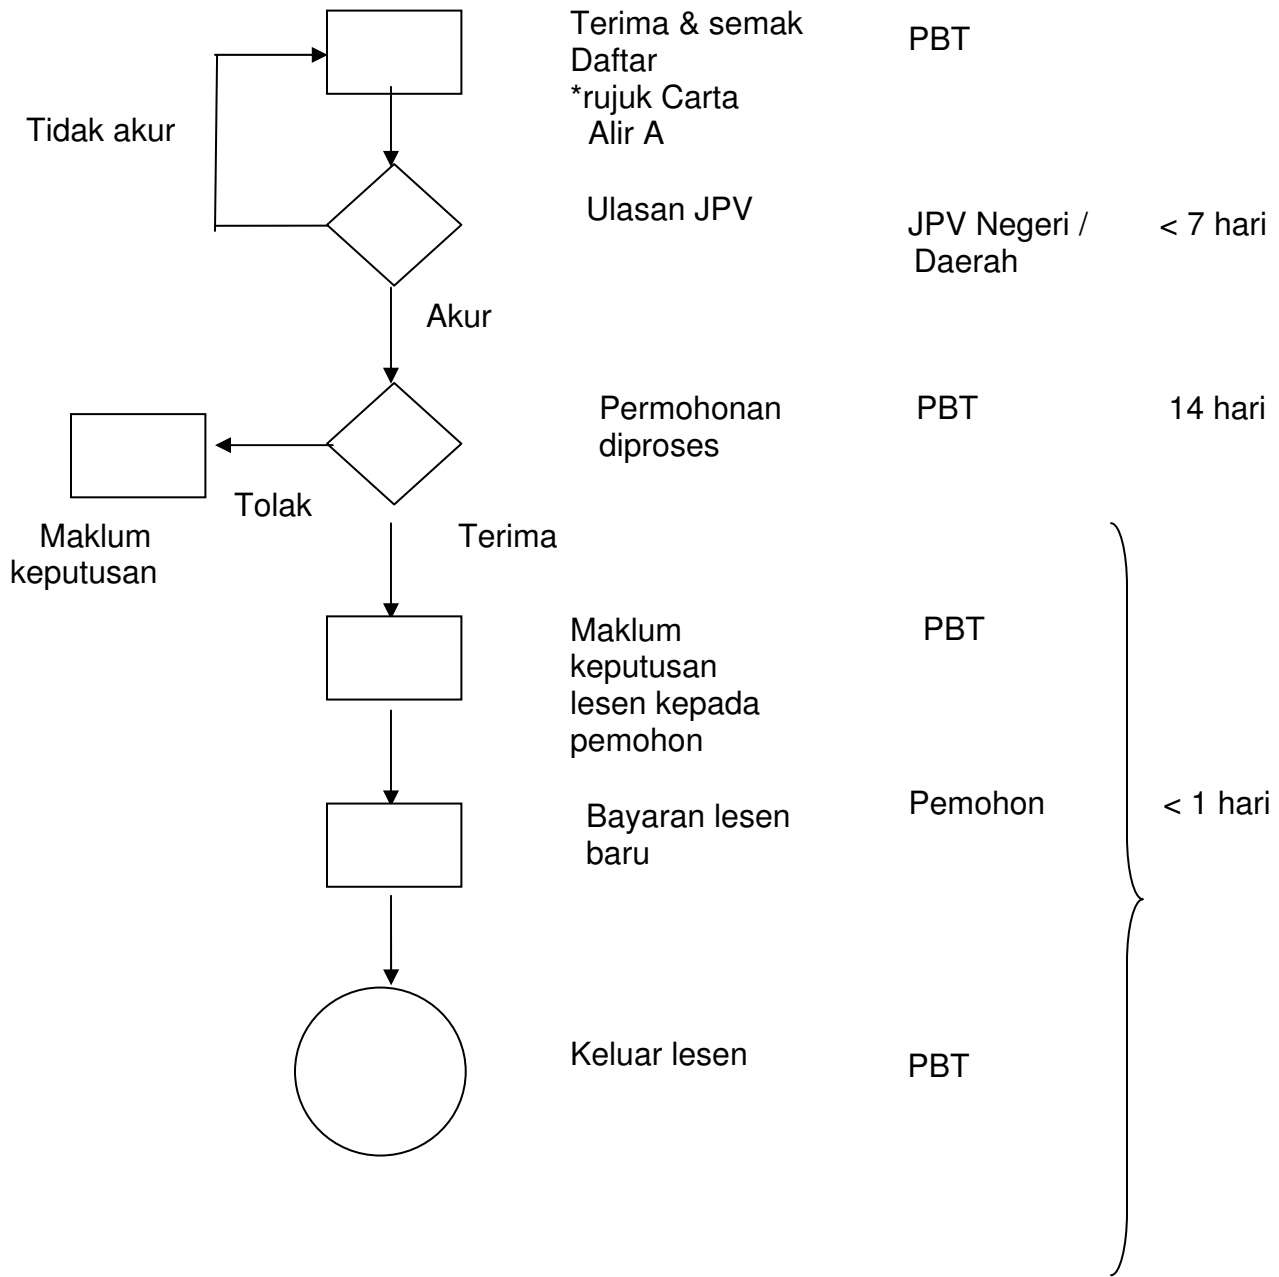 Terima & semak
Daftar
*rujuk Carta
Alir A
PBT
Tidak akur
Ulasan JPV
JPV Negeri /
Daerah
< 7 hari
Akur
Permohonan
diproses
PBT
14 hari
Tolak
Maklum
keputusan
Terima
Maklum
keputusan
lesen kepada
pemohon
PBT
Bayaran lesen
baru
Pemohon
< 1 hari
Keluar lesen
PBT